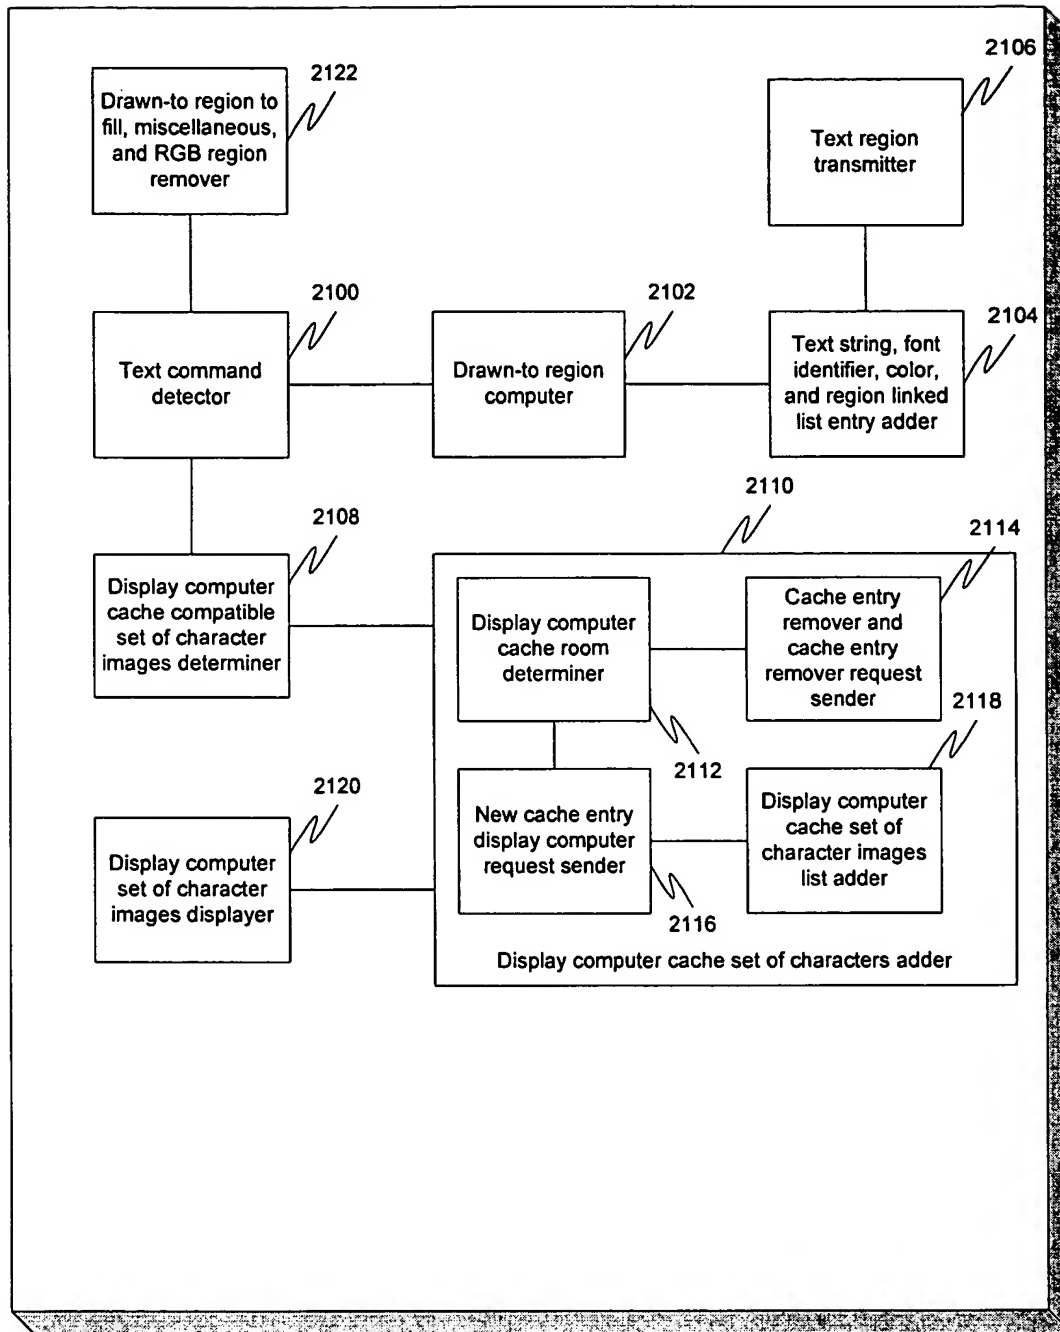 2122
Drawn-to region to
fill, miscellaneous,
and RGB region
remover
2106
Text region
transmitter
2100
Text command
detector
2102
Drawn-to region
computer
2104
Text string, font
identifier, color,
and region linked
list entry adder
2108
Display computer
cache compatible
set of character
images determiner
2110
Display computer
cache room
determiner
2112
2114
Cache entry
remover and
cache entry
remover request
sender
2120
Display computer
set of character
images displayer
New cache entry
display computer
request sender
2116
2118
Display computer
cache set of
character images
list adder
Display computer cache set of characters adder